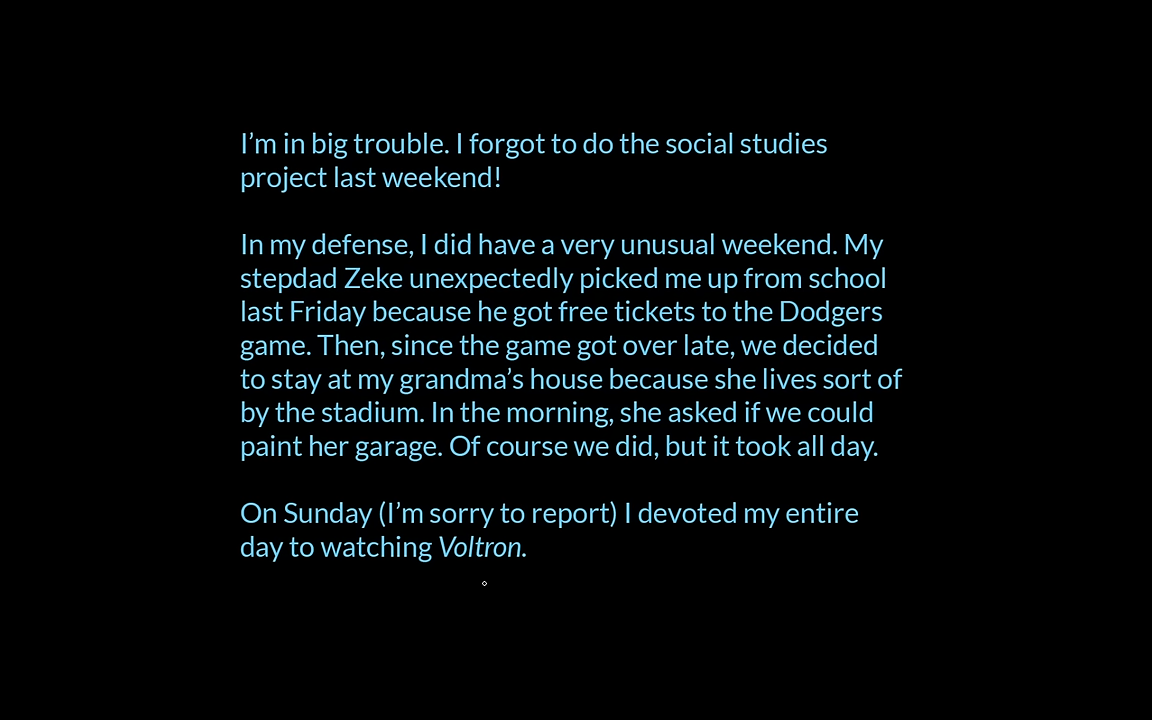 I’m in big trouble. I forgot to do the social studies
project last weekend!
In my defense, I did have a very unusual weekend. My
stepdad Zeke unexpectedly picked me up from school
last Friday because he got free tickets to the Dodgers
game. Then, since the game got over late, we decided
to stay at my grandma’s house because she lives sort of
by the stadium. In the morning, she asked if we could
paint her garage. Of course we did, but it took all day.
On Sunday (I’m sorry to report) I devoted my entire
day to watching Voltron.